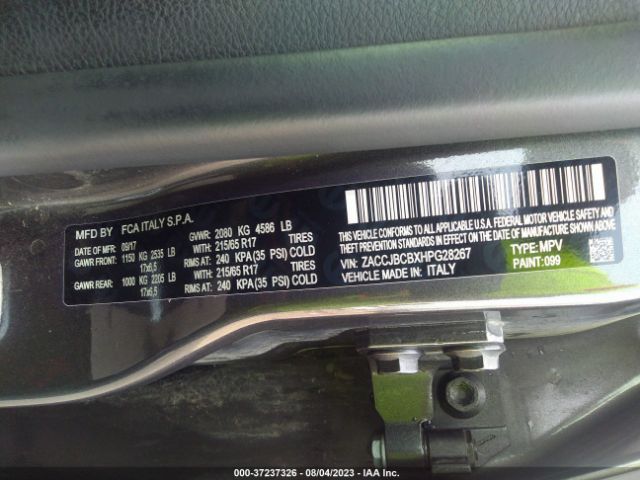 MFD BY FCA ITALY S.P.A.
DATE OF MFR: 09/17 GVWR: 2080 KG 4586 LB
GAWR FRONT: 1150 KG 2535 LB WITH: 215/65 R17 TIRES
17x6,5 RIMS AT: 240 KPA(35 PSI) COLD
GAWR REAR: 1000 KG 2205 LB WITH: 215/65 R17 TIRES
17x6,5 RIMS AT: 240 KPA(35 PSI) COLD
THIS VEHICLE CONFORMS TO ALL APPLICABLE U.S.A. FEDERAL MOTOR VEHICLE SAFETY, BUMPER AND
THEFT PREVENTION STANDARDS IN EFFECT ON THE DATE OF MANUFACTURE SHOWN ABOVE.
VIN: ZACCJBCBXHPG28267 TYPE: MPV
VEHICLE MADE IN: ITALY PAINT: 099
000-37237326 - 08/04/2023 - IAA Inc.